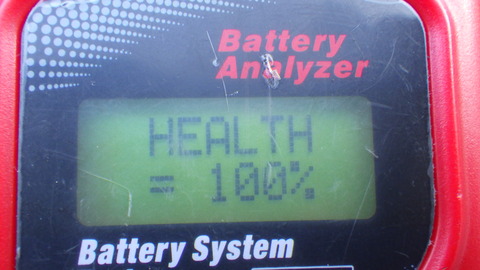 Battery
Analyzer
HEALTH
= 100%
Battery System